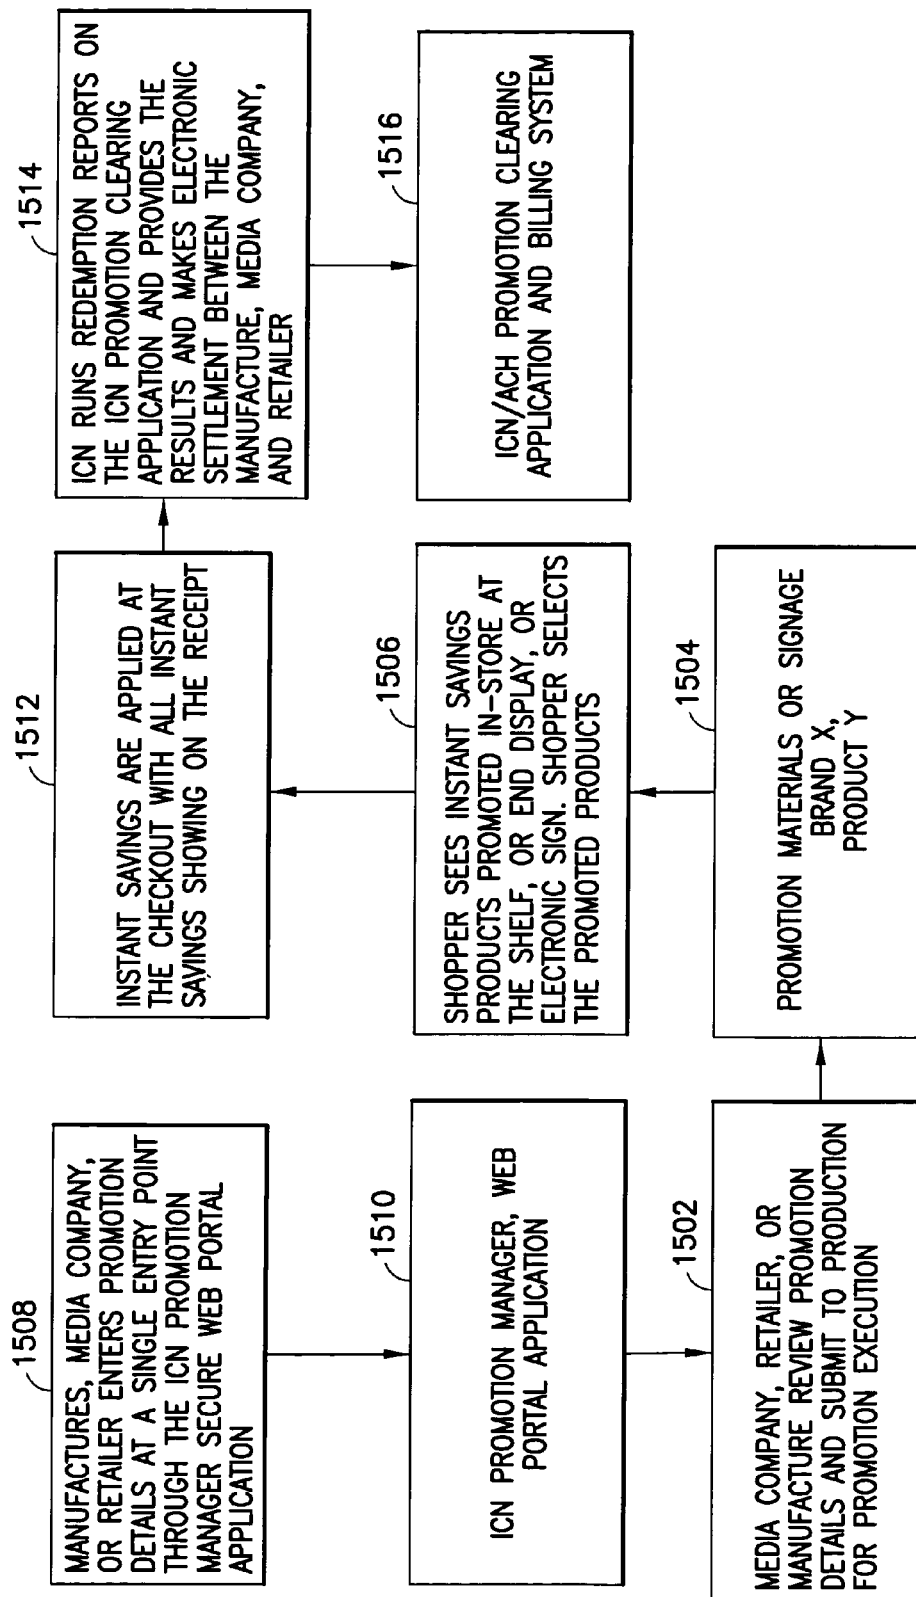 1508
MANUFACTURES, MEDIA COMPANY,
OR RETAILER ENTERS PROMOTION
DETAILS AT A SINGLE ENTRY POINT
THROUGH THE ICN PROMOTION
MANAGER SECURE WEB PORTAL
APPLICATION
1510
ICN PROMOTION MANAGER, WEB
PORTAL APPLICATION
1502
MEDIA COMPANY, RETAILER, OR
MANUFACTURE REVIEW PROMOTION
DETAILS AND SUBMIT TO PRODUCTION
FOR PROMOTION EXECUTION
1504
PROMOTION MATERIALS OR SIGNAGE
BRAND X,
PRODUCT Y
1506
SHOPPER SEES INSTANT SAVINGS
PRODUCTS PROMOTED IN-STORE AT
THE SHELF, OR END DISPLAY, OR
ELECTRONIC SIGN. SHOPPER SELECTS
THE PROMOTED PRODUCTS
1512
INSTANT SAVINGS ARE APPLIED AT
THE CHECKOUT WITH ALL INSTANT
SAVINGS SHOWING ON THE RECEIPT
1514
ICN RUNS REDEMPTION REPORTS ON
THE ICN PROMOTION CLEARING
APPLICATION AND PROVIDES THE
RESULTS AND MAKES ELECTRONIC
SETTLEMENT BETWEEN THE
MANUFACTURE, MEDIA COMPANY,
AND RETAILER
1516
ICN/ACH PROMOTION CLEARING
APPLICATION AND BILLING SYSTEM